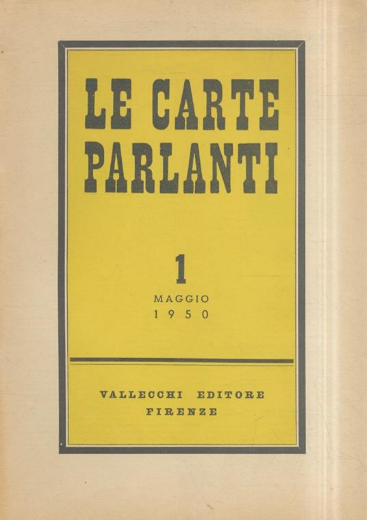 LE CARTE
PARLANTI
1
MAGGIO
1950
VALLECCHI EDITORE
FIRENZE